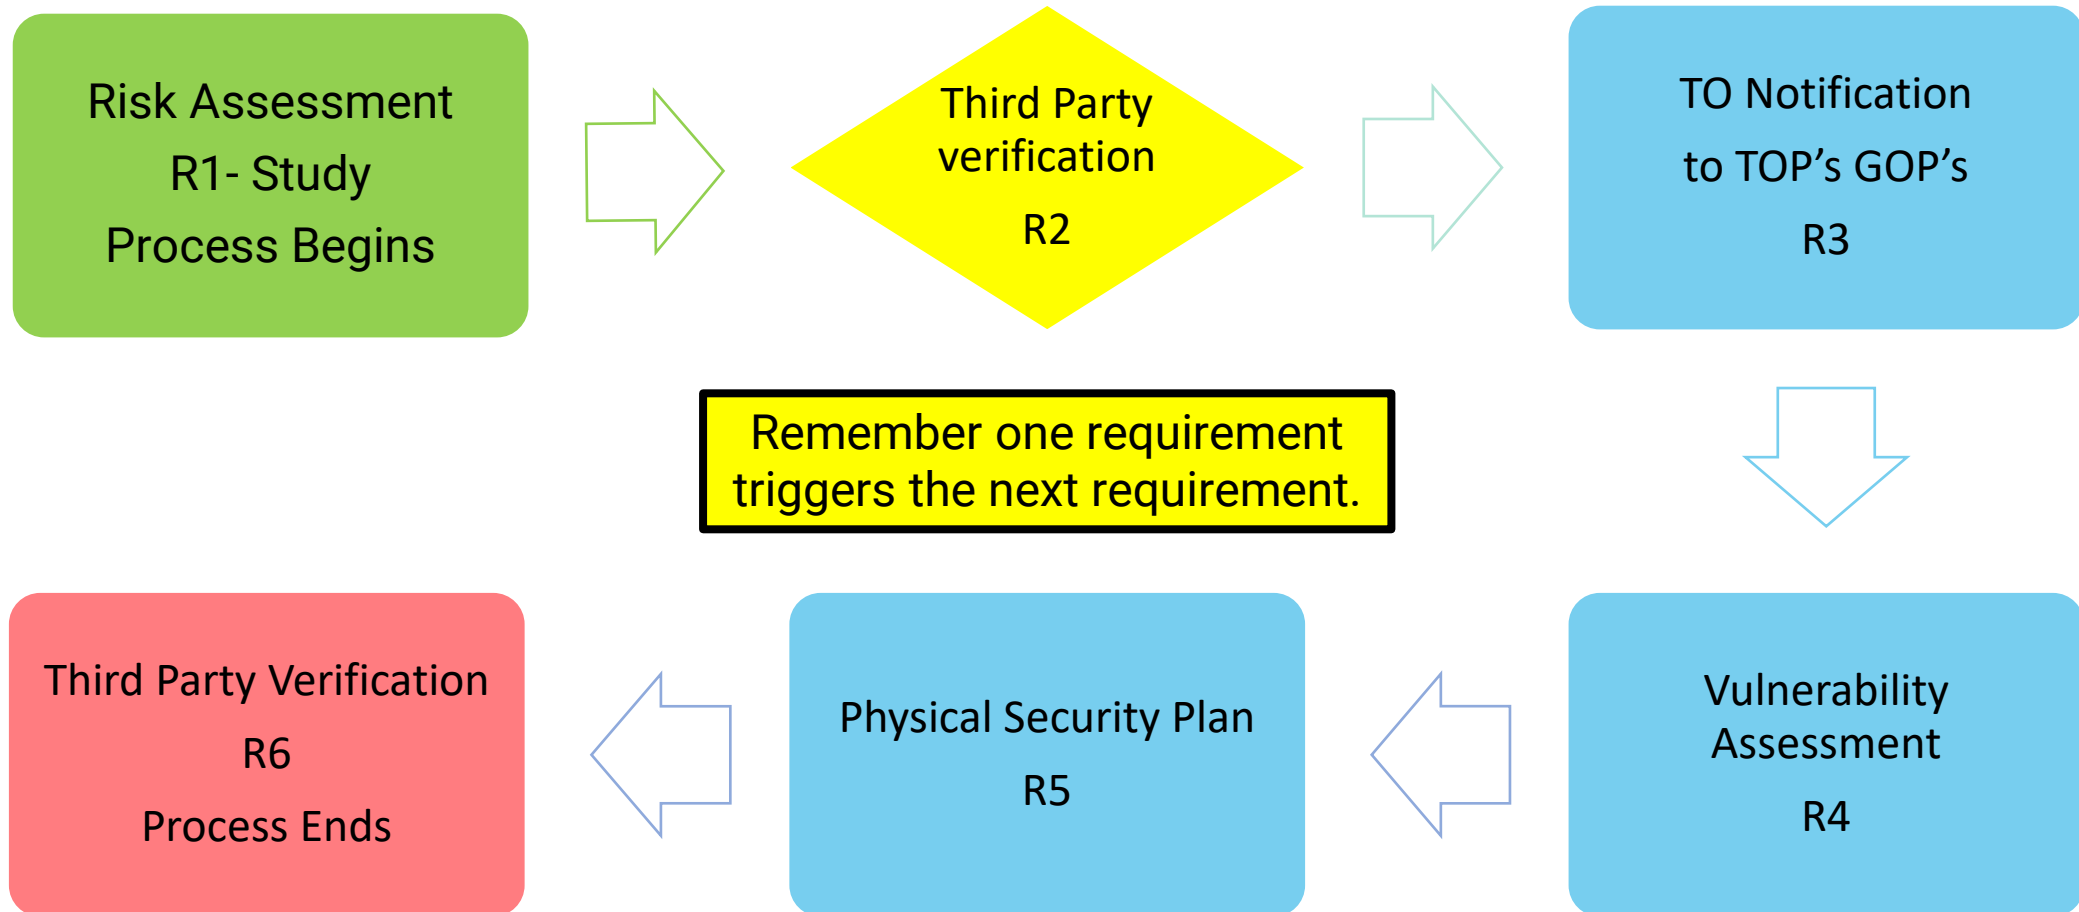 Risk Assessment
R1- Study
Process Begins
Third Party
verification
R2
TO Notification
to TOP’s GOP’s
R3
Remember one requirement
triggers the next requirement.
Third Party Verification
R6
Process Ends
Physical Security Plan
R5
Vulnerability
Assessment
R4